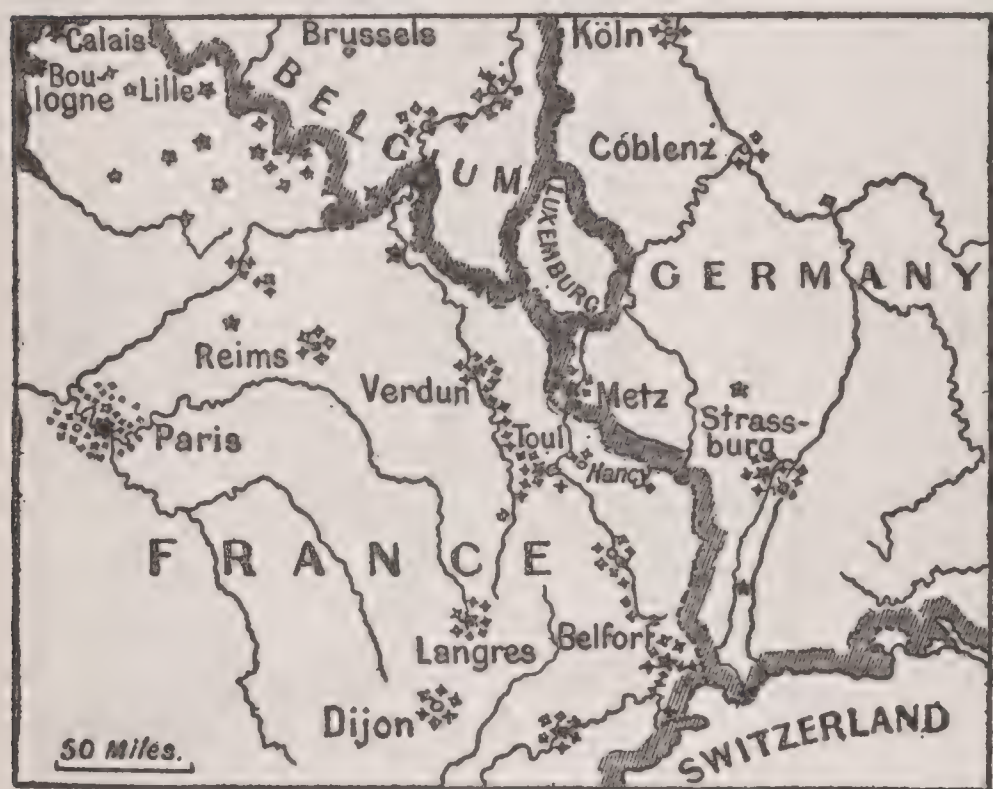 Calais
Brussels
Köln
Bou-
logne
Lille
BELGIUM
Cóblenz
LUXEMBURG
GERMANY
Reims
Verdun
Metz
Paris
Toul
Nancy
Strass-
burg
FRANCE
Langres
Belfort
Dijon
50 Miles.
SWITZERLAND